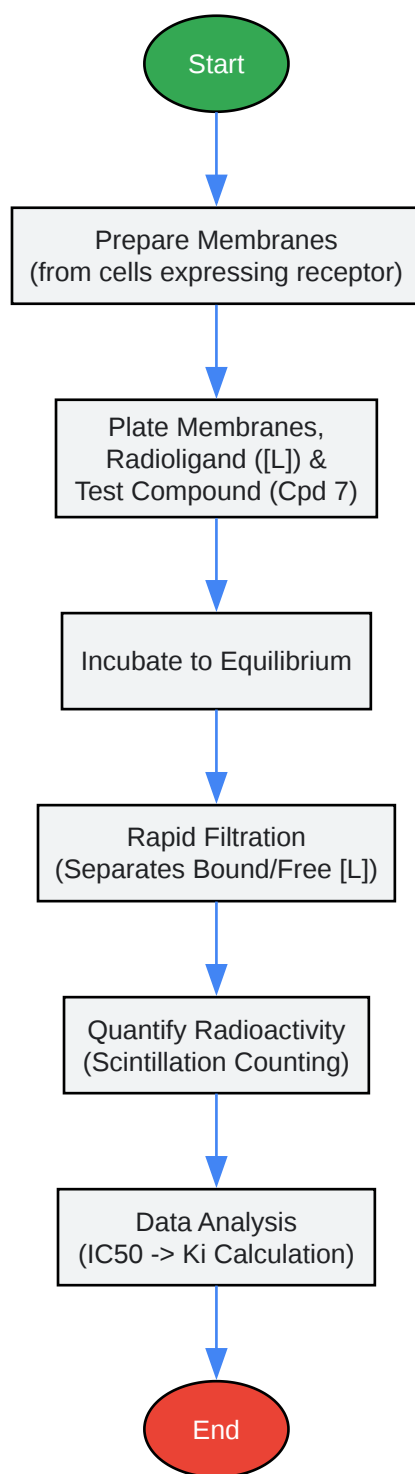 Start
Prepare Membranes
(from cells expressing receptor)
Plate Membranes,
Radioligand ([L]) &
Test Compound (Cpd 7)
Incubate to Equilibrium
Rapid Filtration
(Separates Bound/Free [L])
Quantify Radioactivity
(Scintillation Counting)
Data Analysis
(IC50 -> Ki Calculation)
End